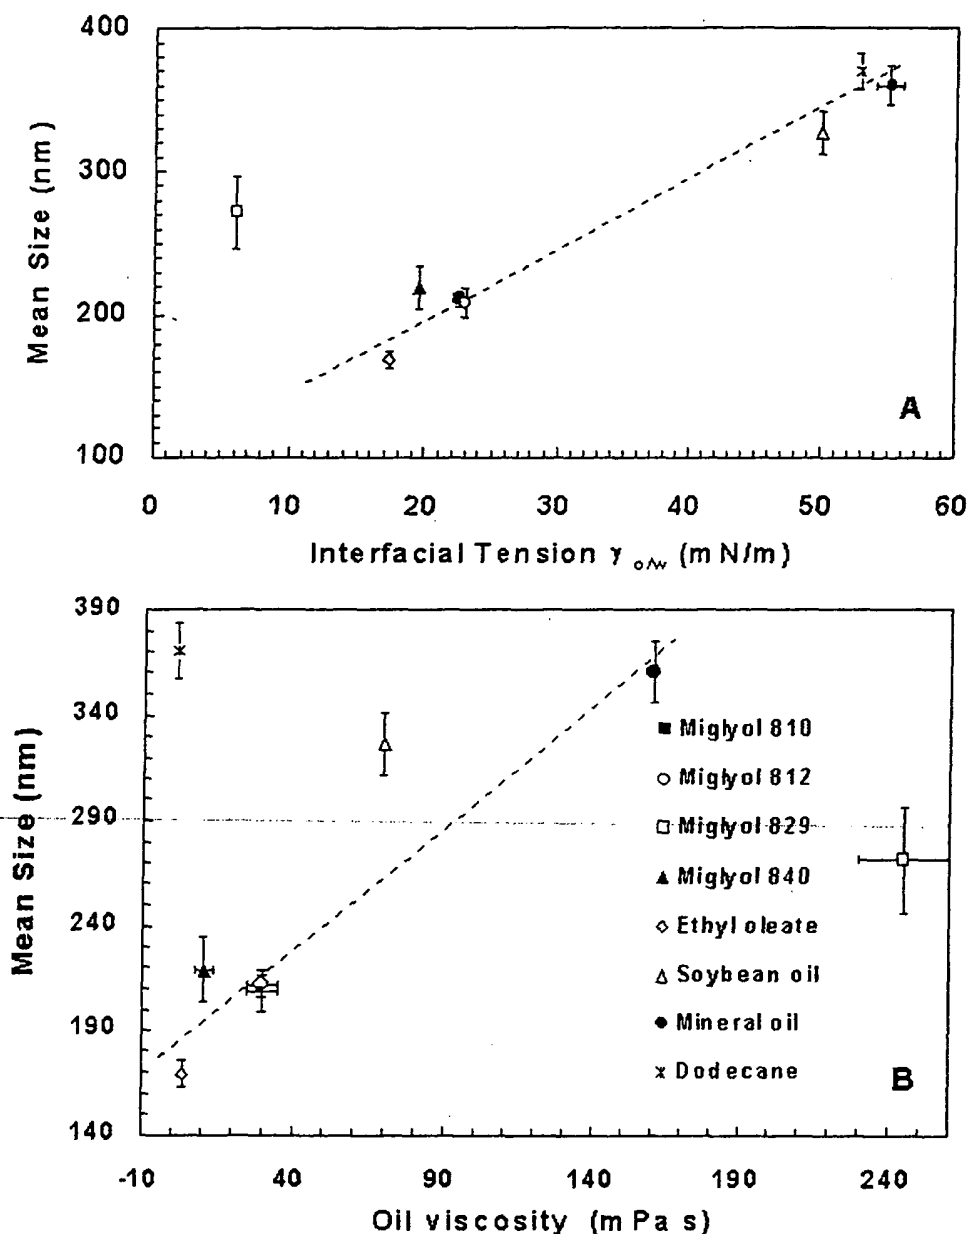 400
300
200
100
Mean Size (nm)
A
0 10 20 30 40 50 60
Interfacial Tension γ o/w (mN/m)
390
340
290
240
190
140
Mean Size (nm)
Miglyol 810
Miglyol 812
Miglyol 829
Miglyol 840
Ethyl oleate
Soybean oil
Mineral oil
Dodecane
B
-10 40 90 140 190 240
Oil viscosity (mPa s)